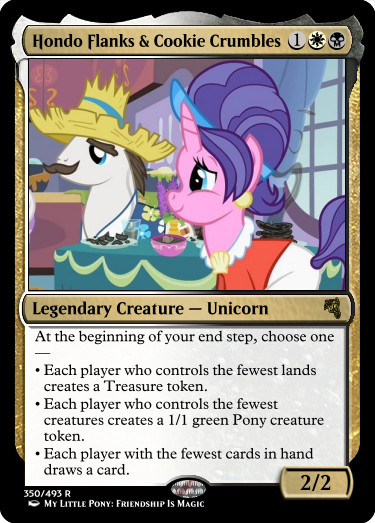 Hondo Flanks & Cookie Crumbles 1
Legendary Creature — Unicorn
At the beginning of your end step, choose one
—
• Each player who controls the fewest lands
creates a Treasure token.
• Each player who controls the fewest
creatures creates a 1/1 green Pony creature
token.
• Each player with the fewest cards in hand
draws a card.
2/2
350/493 R
My Little Pony: Friendship Is Magic